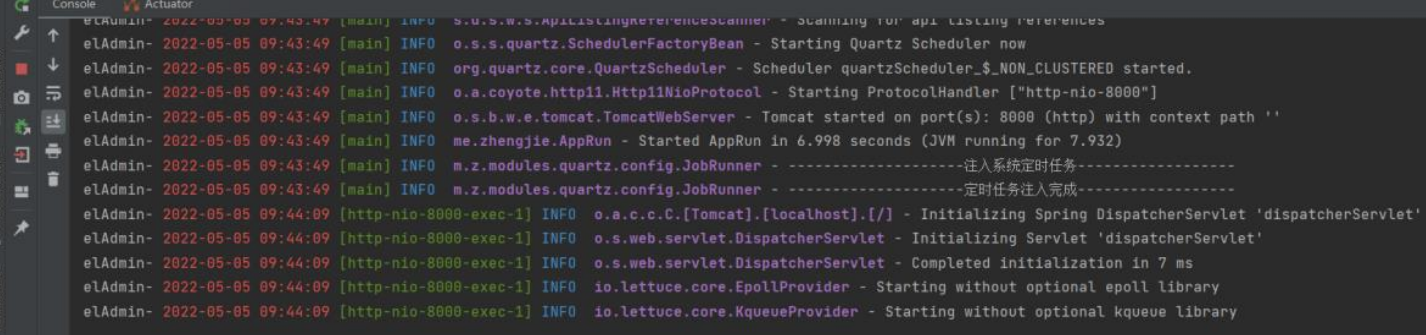 Console Actuator
elAdmin- 2022-05-05 09:43:49 [main] INFO s.d.s.w.s.ApiListingReferenceScanner - Scanning for api listing references
elAdmin- 2022-05-05 09:43:49 [main] INFO o.s.s.quartz.SchedulerFactoryBean - Starting Quartz Scheduler now
elAdmin- 2022-05-05 09:43:49 [main] INFO org.quartz.core.QuartzScheduler - Scheduler quartzScheduler_$_NON_CLUSTERED started.
elAdmin- 2022-05-05 09:43:49 [main] INFO o.a.coyote.http11.Http11NioProtocol - Starting ProtocolHandler ["http-nio-8000"]
elAdmin- 2022-05-05 09:43:49 [main] INFO o.s.b.w.e.tomcat.TomcatWebServer - Tomcat started on port(s): 8000 (http) with context path ''
elAdmin- 2022-05-05 09:43:49 [main] INFO me.zhengjie.AppRun - Started AppRun in 6.998 seconds (JVM running for 7.932)
elAdmin- 2022-05-05 09:43:49 [main] INFO m.z.modules.quartz.config.JobRunner - --------------------注入系统定时任务------------------
elAdmin- 2022-05-05 09:43:49 [main] INFO m.z.modules.quartz.config.JobRunner - --------------------定时任务注入完成------------------
elAdmin- 2022-05-05 09:44:09 [http-nio-8000-exec-1] INFO o.a.c.c.C.[Tomcat].[localhost].[/] - Initializing Spring DispatcherServlet 'dispatcherServlet'
elAdmin- 2022-05-05 09:44:09 [http-nio-8000-exec-1] INFO o.s.web.servlet.DispatcherServlet - Initializing Servlet 'dispatcherServlet'
elAdmin- 2022-05-05 09:44:09 [http-nio-8000-exec-1] INFO o.s.web.servlet.DispatcherServlet - Completed initialization in 7 ms
elAdmin- 2022-05-05 09:44:09 [http-nio-8000-exec-1] INFO io.lettuce.core.EpollProvider - Starting without optional epoll library
elAdmin- 2022-05-05 09:44:09 [http-nio-8000-exec-1] INFO io.lettuce.core.KqueueProvider - Starting without optional kqueue library